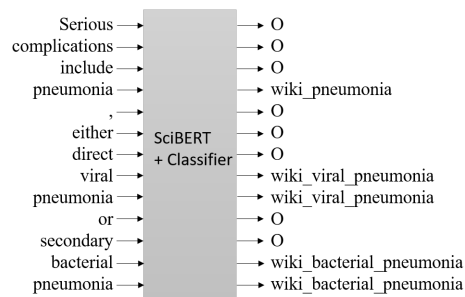 Serious O
complications O
include O
pneumonia wiki_pneumonia
, O
either O
direct O
SciBERT
+ Classifier
viral wiki_viral_pneumonia
pneumonia wiki_viral_pneumonia
or O
secondary O
bacterial wiki_bacterial_pneumonia
pneumonia wiki_bacterial_pneumonia